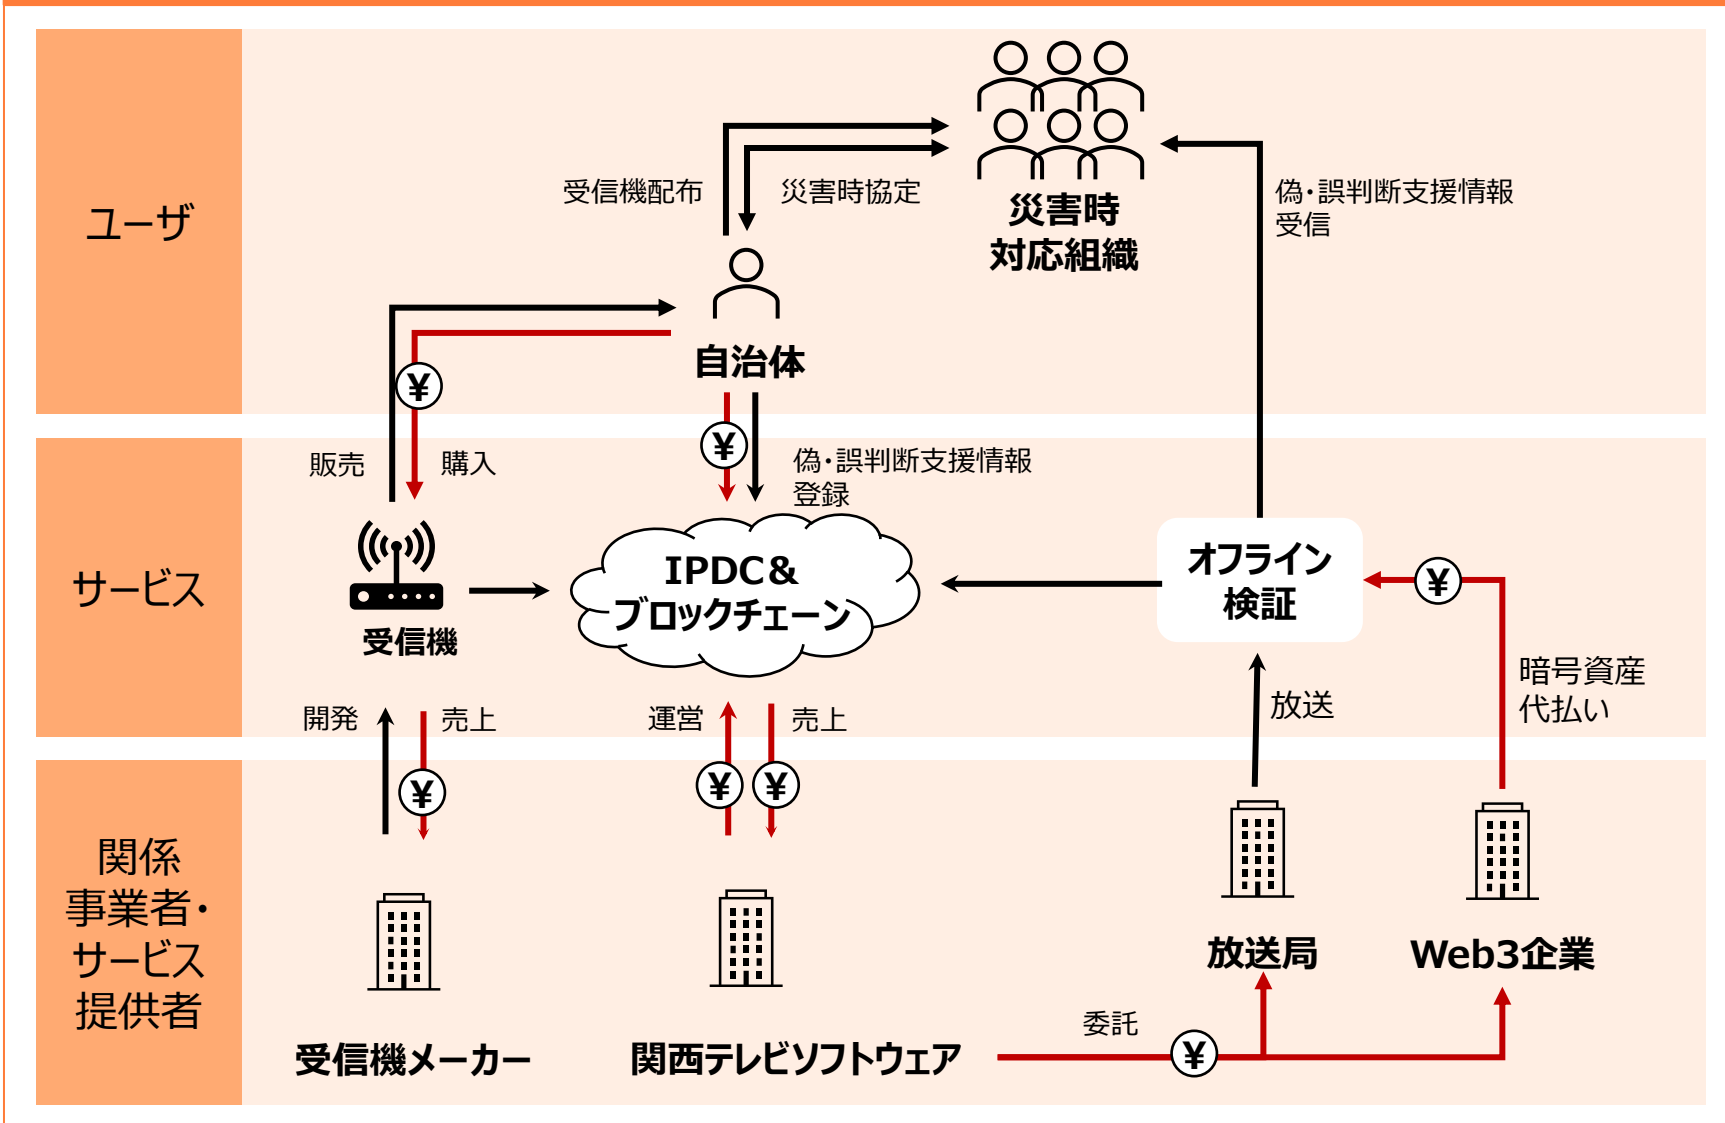 ユーザ
受信機配布
災害時協定
災害時
対応組織
偽・誤判断支援情報
受信
自治体
¥
サービス
販売
購入
¥
偽・誤判断支援情報
登録
受信機
IPDC&
ブロックチェーン
オフライン
検証
¥
暗号資産
代払い
開発
売上
運営
売上
放送
関係
事業者・
サービス
提供者
¥
¥
¥
受信機メーカー
関西テレビソフトウェア
放送局
Web3企業
委託
¥